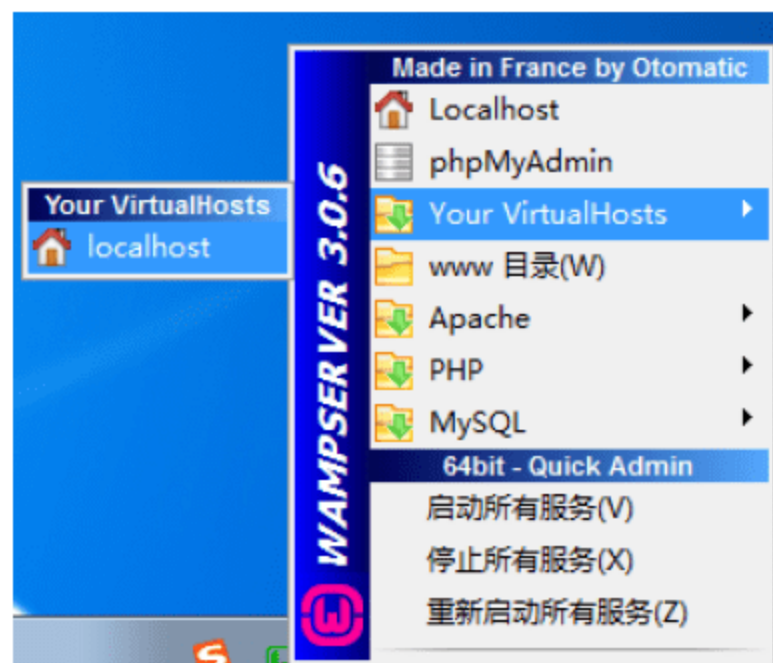 Made in France by Otomatic
Localhost
phpMyAdmin
Your VirtualHosts
www 目录(W)
Apache
PHP
MySQL
64bit - Quick Admin
启动所有服务(V)
停止所有服务(X)
重新启动所有服务(Z)
WAMPSERVER 3.0.6
Your VirtualHosts
localhost